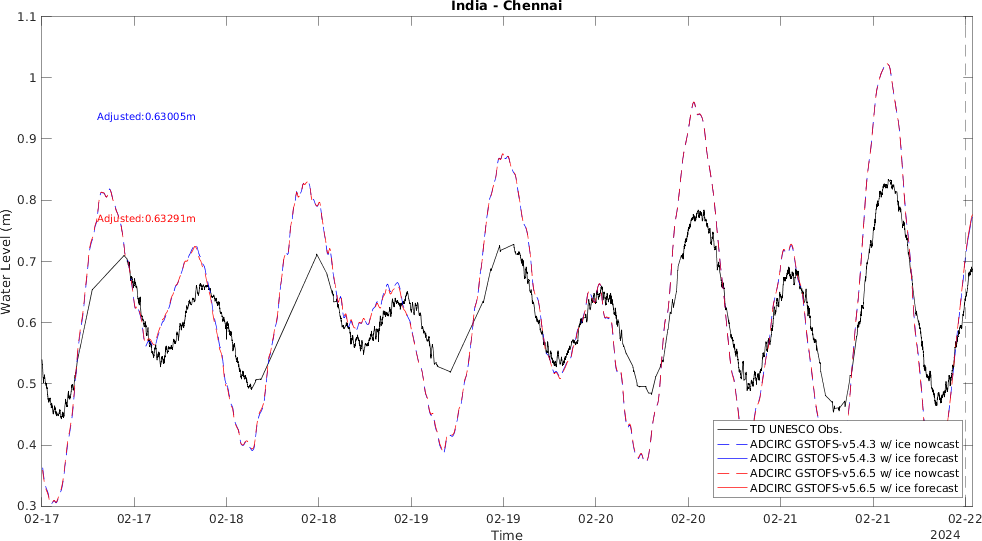 India - Chennai
1.1
1
0.9
0.8
0.7
0.6
0.5
0.4
0.3
Water Level (m)
Adjusted:0.63005m
Adjusted:0.63291m
TD UNESCO Obs.
ADCIRC GSTOFS-v5.4.3 w/ ice nowcast
ADCIRC GSTOFS-v5.4.3 w/ ice forecast
ADCIRC GSTOFS-v5.6.5 w/ ice nowcast
ADCIRC GSTOFS-v5.6.5 w/ ice forecast
02-17 02-17 02-18 02-18 02-19 02-19 02-20 02-20 02-21 02-21 02-22
Time
2024